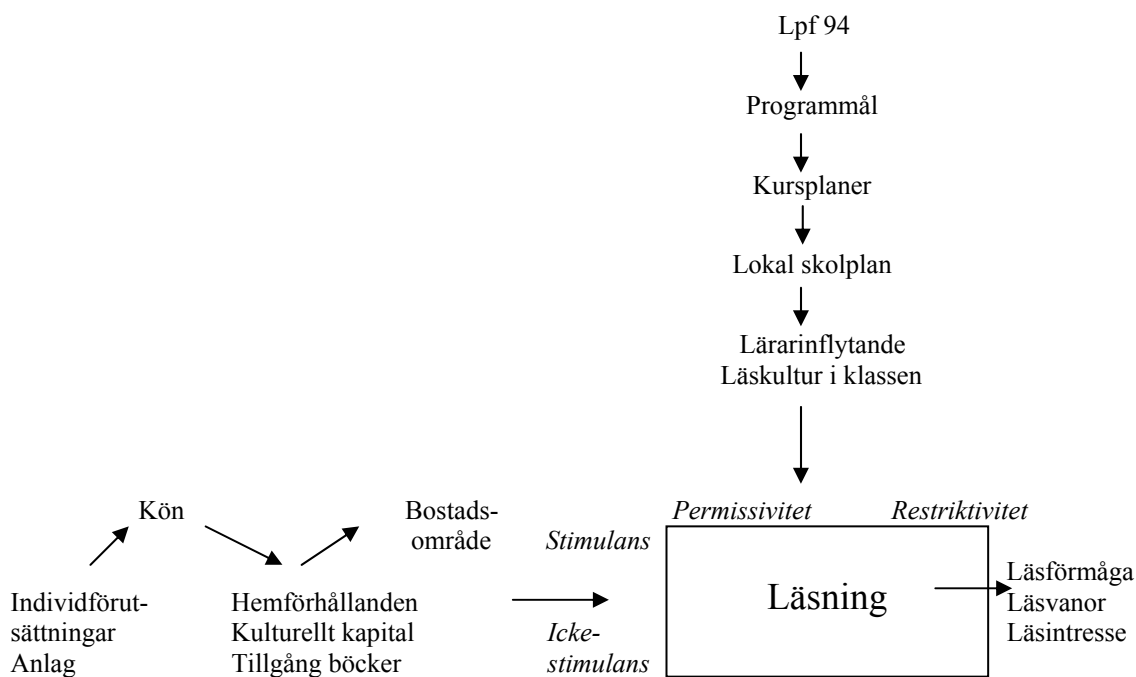 Lpf 94
Programmål
Kursplaner
Lokal skolplan
Lärarinflytande
Läskultur i klassen
Kön
Bostads-
område
Stimulans
Permissivitet
Restriktivitet
Individförut-
sättningar
Anlag
Hemförhållanden
Kulturellt kapital
Tillgång böcker
Icke-
stimulans
Läsning
Läsförmåga
Läsvanor
Läsintresse